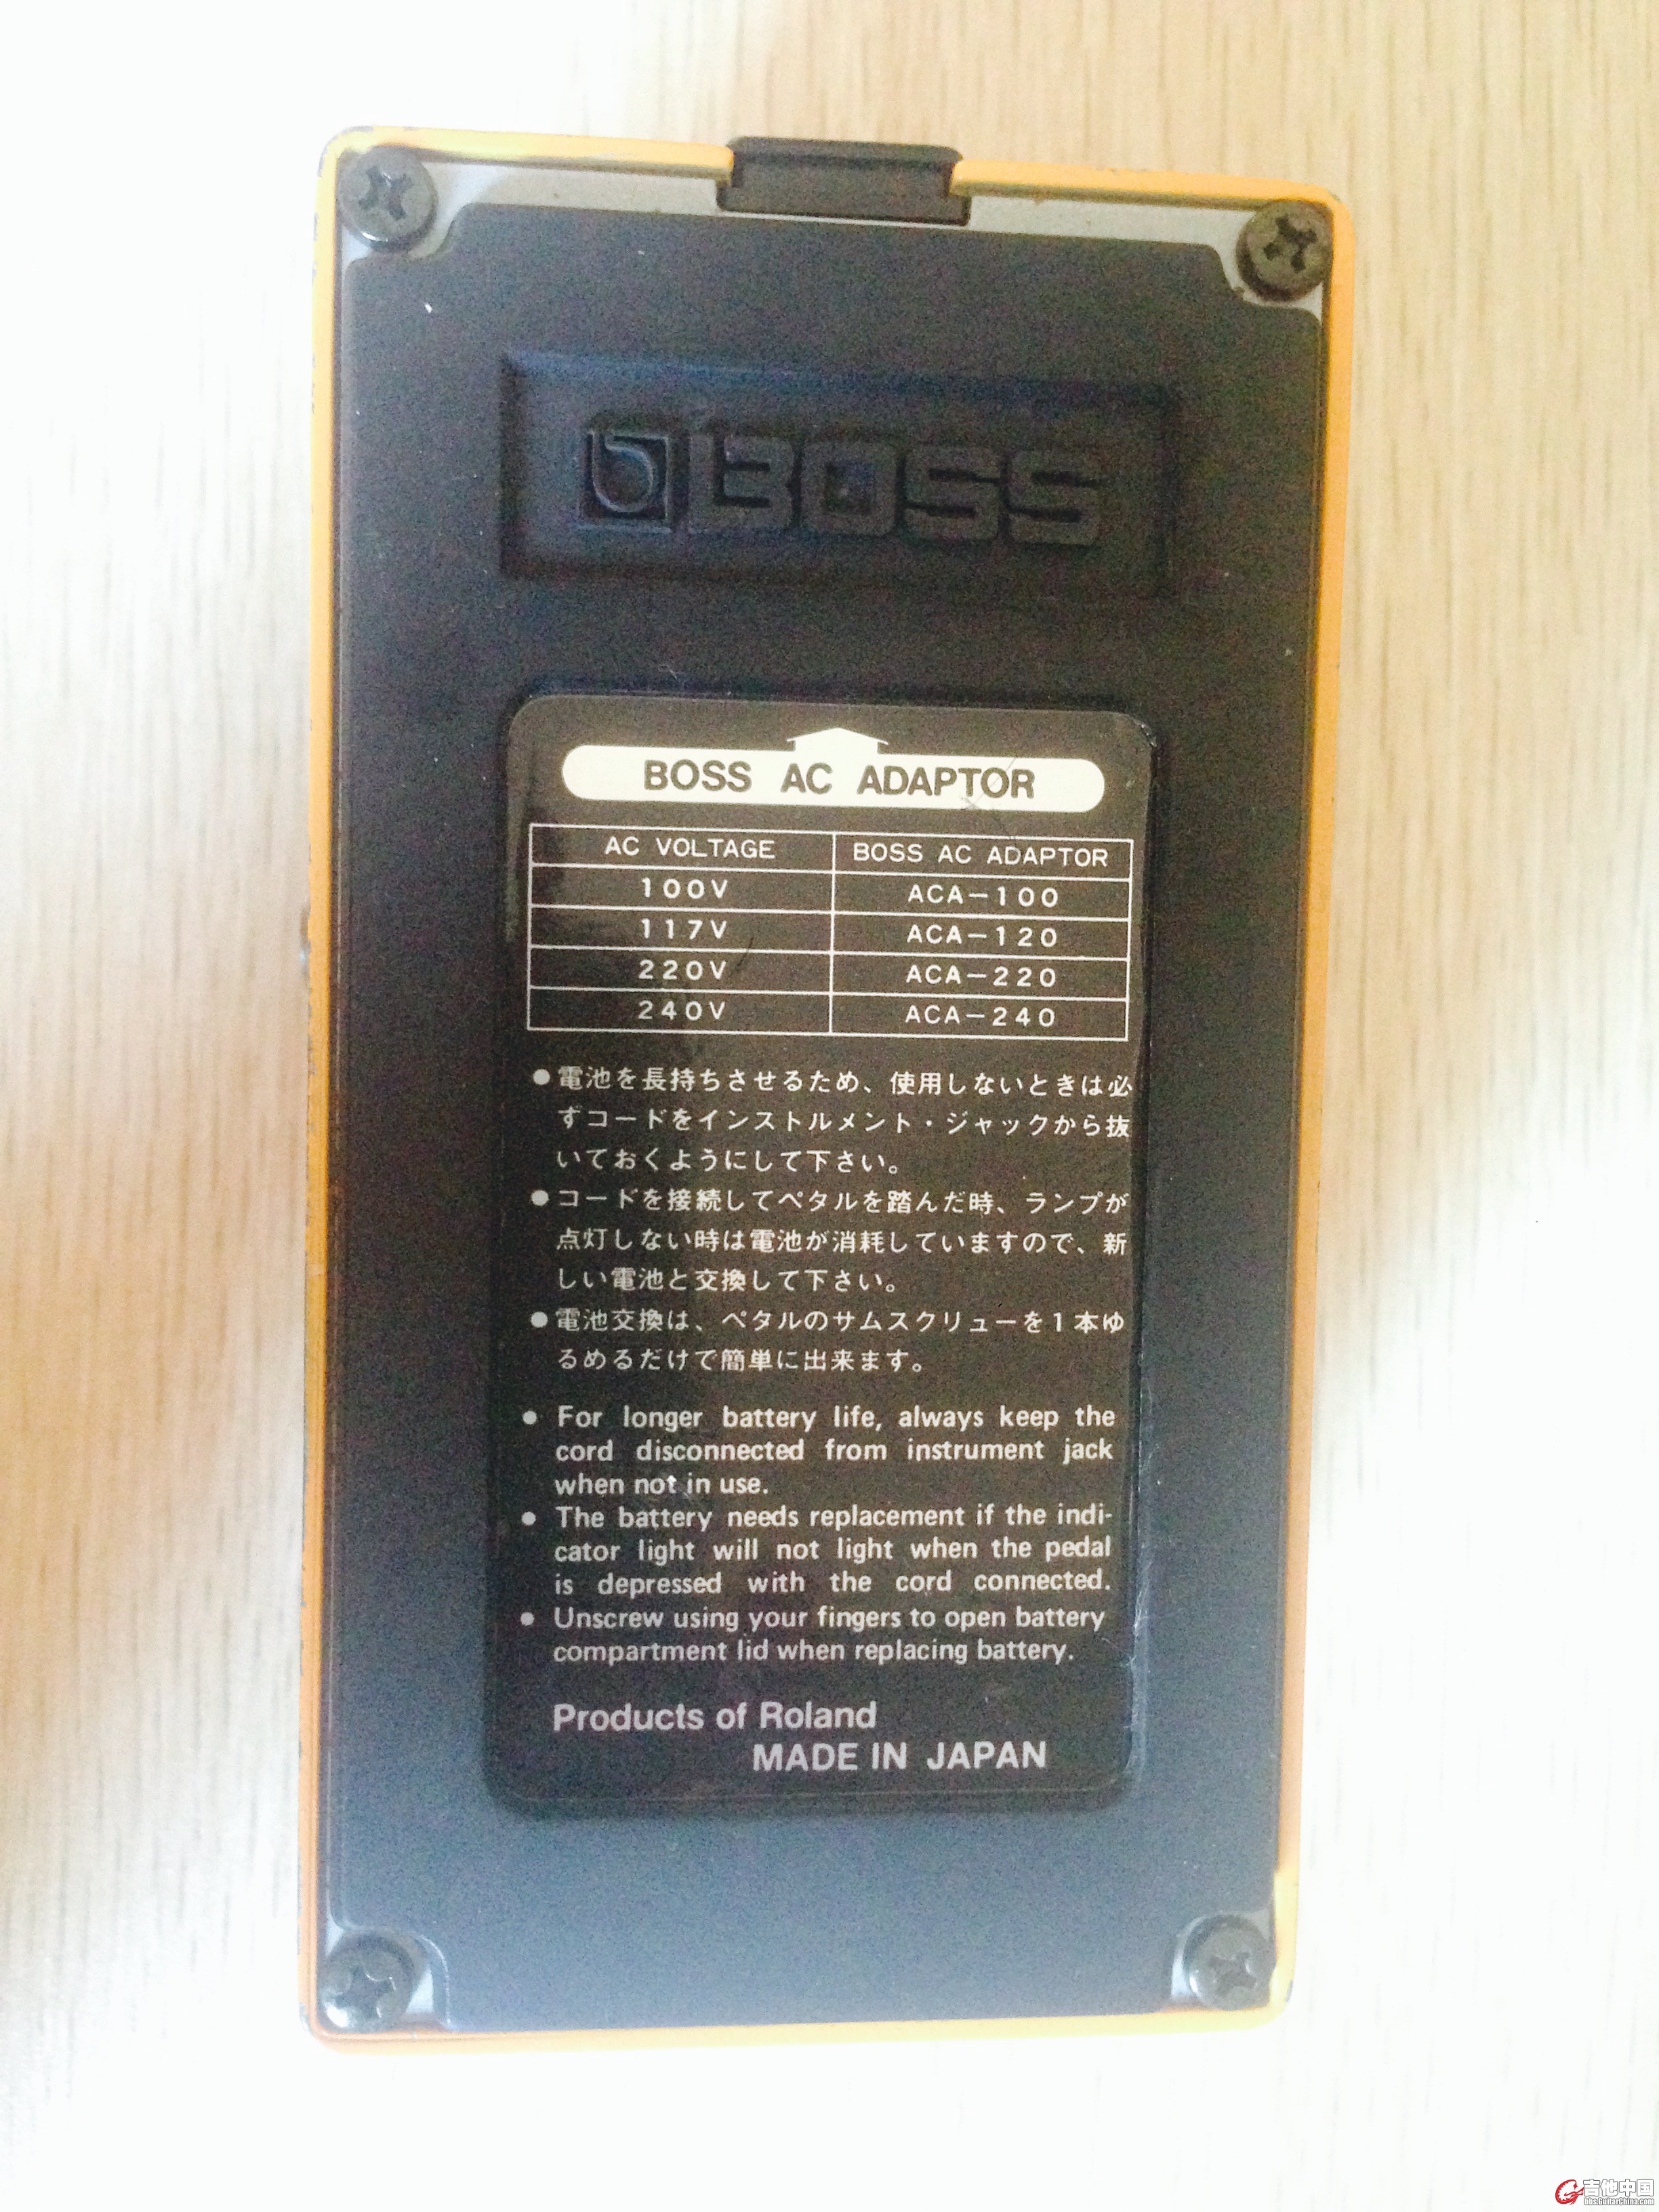 BOSS
BOSS AC ADAPTOR
AC VOLTAGE BOSS AC ADAPTOR
100V ACA-100
117V ACA-120
220V ACA-220
240V ACA-240
●電池を長持ちさせるため、使用しないときは必
ずコードをインストルメント・ジャックから抜
いておくようにして下さい。
●コードを接続してペタルを踏んだ時、ランプが
点灯しない時は電池が消耗していますので、新
しい電池と交換して下さい。
●電池交換は、ペタルのサムスクリューを1本ゆ
るめるだけで簡単に出来ます。
● For longer battery life, always keep the
cord disconnected from instrument jack
when not in use.
● The battery needs replacement if the indi-
cator light will not light when the pedal
is depressed with the cord connected.
● Unscrew using your fingers to open battery
compartment lid when replacing battery.
Products of Roland
MADE IN JAPAN
吉他中国
bbs.GuitarChina.com